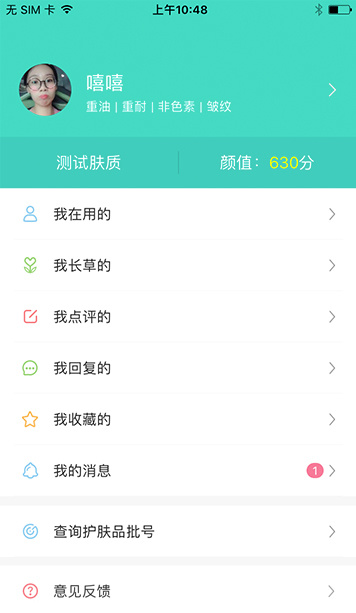 无 SIM 卡 上午10:48
嘻嘻
重油 | 重耐 | 非色素 | 皱纹
测试肤质 颜值：630分
我在用的
我长草的
我点评的
我回复的
我收藏的
我的消息 1
查询护肤品批号
意见反馈